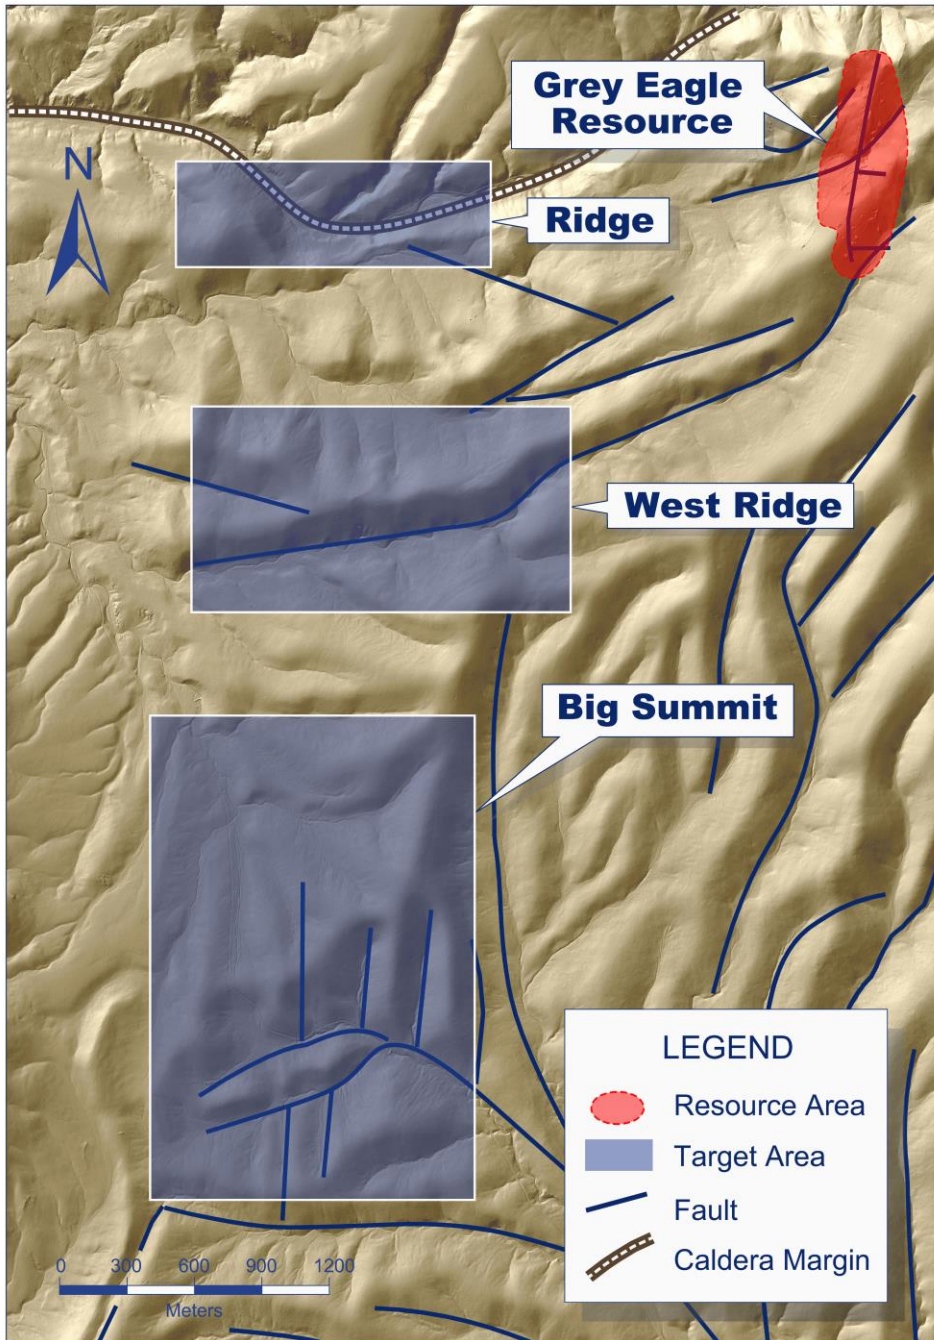 Grey Eagle
Resource
N
Ridge
West Ridge
Big Summit
LEGEND
Resource Area
Target Area
Fault
Caldera Margin
0 300 600 900 1200
Meters